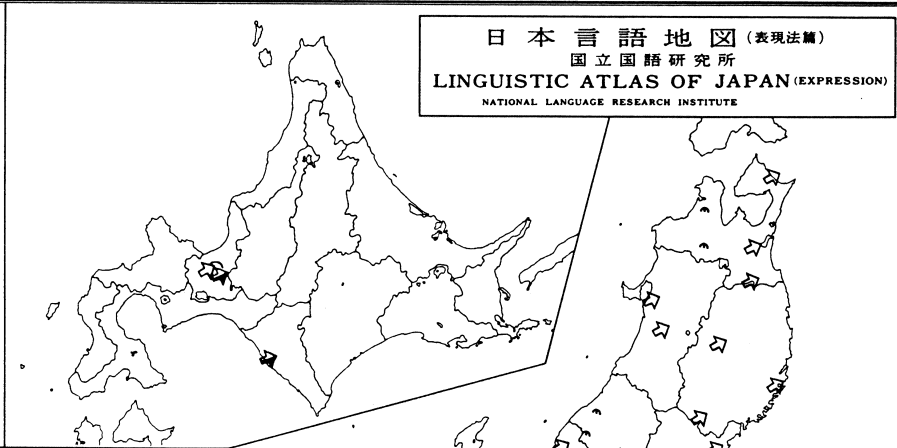 日本言語地図(表現法篇)
国立国語研究所
LINGUISTIC ATLAS OF JAPAN (EXPRESSION)
NATIONAL LANGUAGE RESEARCH INSTITUTE